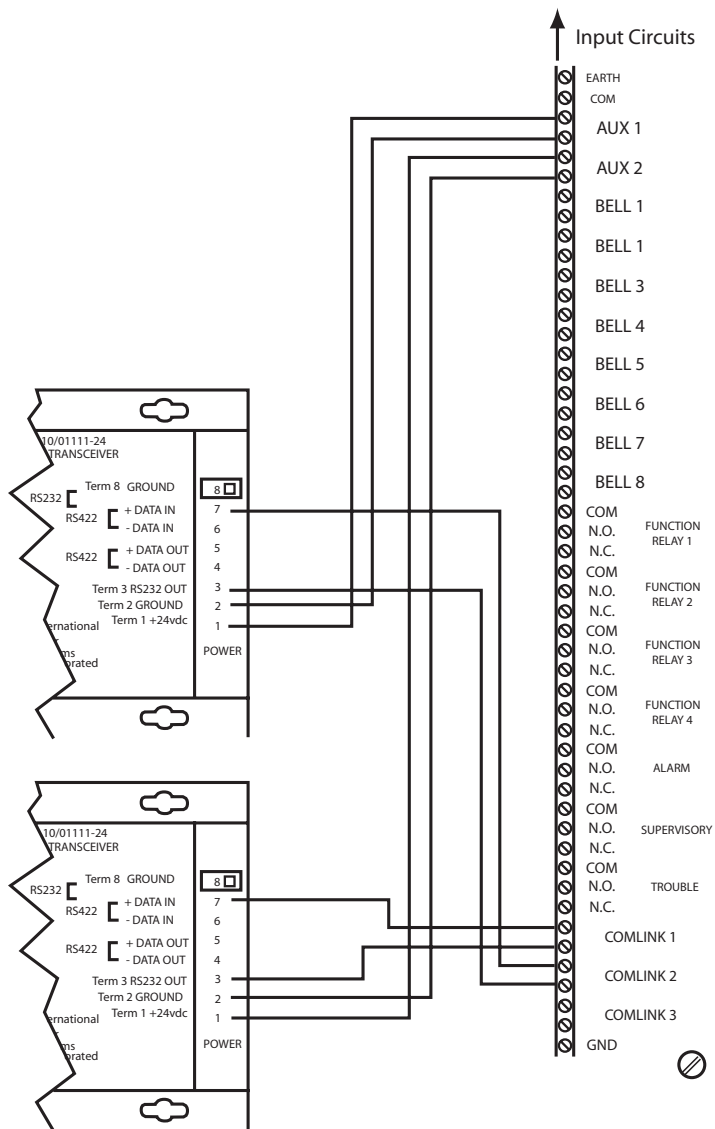 Input Circuits
EARTH
COM
AUX 1
AUX 2
BELL 1
BELL 1
BELL 3
BELL 4
BELL 5
BELL 6
BELL 7
BELL 8
COM
N.O.
N.C.
FUNCTION
RELAY 1
COM
N.O.
N.C.
FUNCTION
RELAY 2
COM
N.O.
N.C.
FUNCTION
RELAY 3
COM
N.O.
N.C.
FUNCTION
RELAY 4
COM
N.O.
N.C.
ALARM
COM
N.O.
N.C.
SUPERVISORY
COM
N.O.
N.C.
TROUBLE
COMLINK 1
COMLINK 2
COMLINK 3
GND
10/01111-24
TRANSCEIVER
RS232
Term 8 GROUND
RS422
+ DATA IN
- DATA IN
RS422
+ DATA OUT
- DATA OUT
Term 3 RS232 OUT
Term 2 GROUND
Term 1 +24vdc
ernational
ms
orated
8
7
6
5
4
3
2
1
POWER
10/01111-24
TRANSCEIVER
RS232
Term 8 GROUND
RS422
+ DATA IN
- DATA IN
RS422
+ DATA OUT
- DATA OUT
Term 3 RS232 OUT
Term 2 GROUND
Term 1 +24vdc
ernational
ms
orated
8
7
6
5
4
3
2
1
POWER